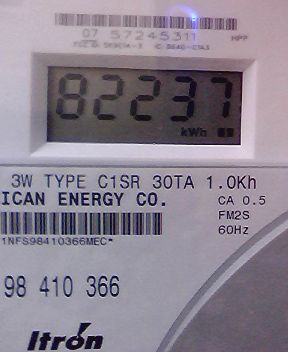 07 57245311 HPP
82237
kWh
3W TYPE C1SR 30TA 1.0Kh
ICAN ENERGY CO.
CA 0.5
FM2S
60Hz
1NFS98410366MEC*
98 410 366
Itron